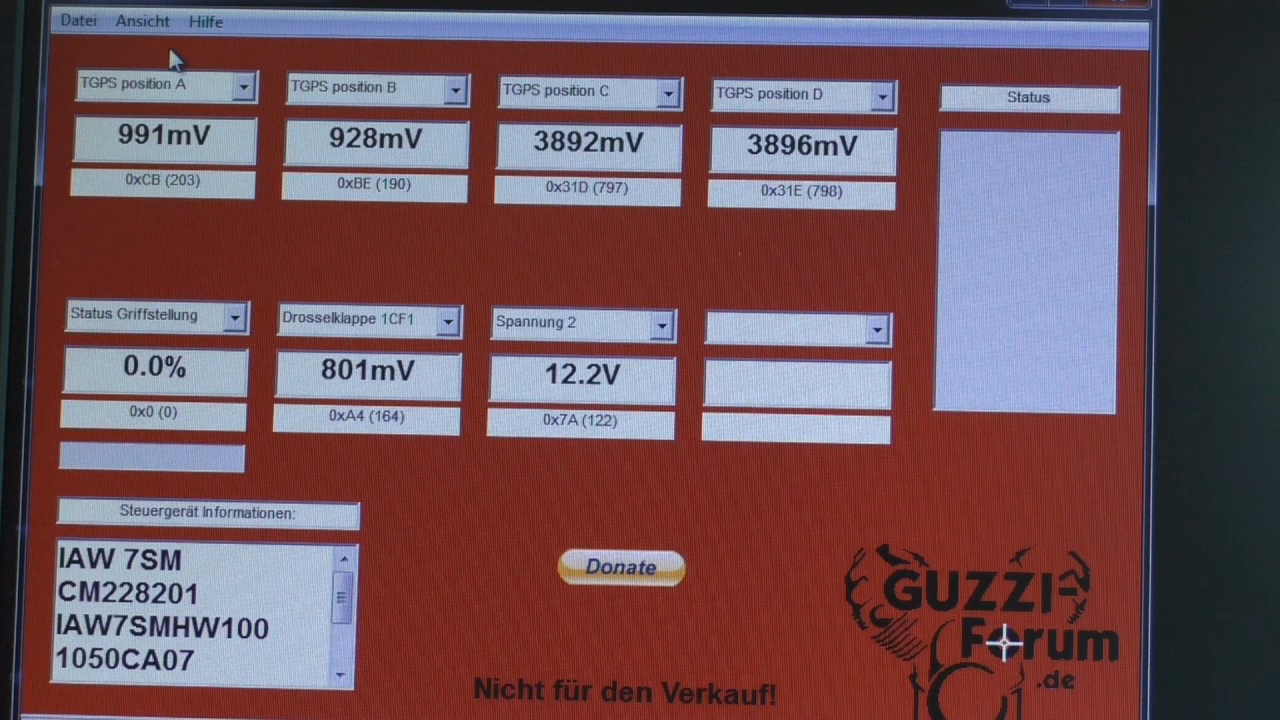 Datei Ansicht Hilfe
TGPS position A TGPS position B TGPS position C TGPS position D Status
991mV 928mV 3892mV 3896mV
0xCB (203) 0xBE (190) 0x31D (797) 0x31E (798)
Status Griffstellung Drosselklappe 1CF1 Spannung 2
0.0% 801mV 12.2V
0x0 (0) 0xA4 (164) 0x7A (122)
Steuergerät Informationen:
IAW 7SM
CM228201
IAW7SMHW100
1050CA07
Donate
Nicht für den Verkauf!
GUZZI-
Forum
.de